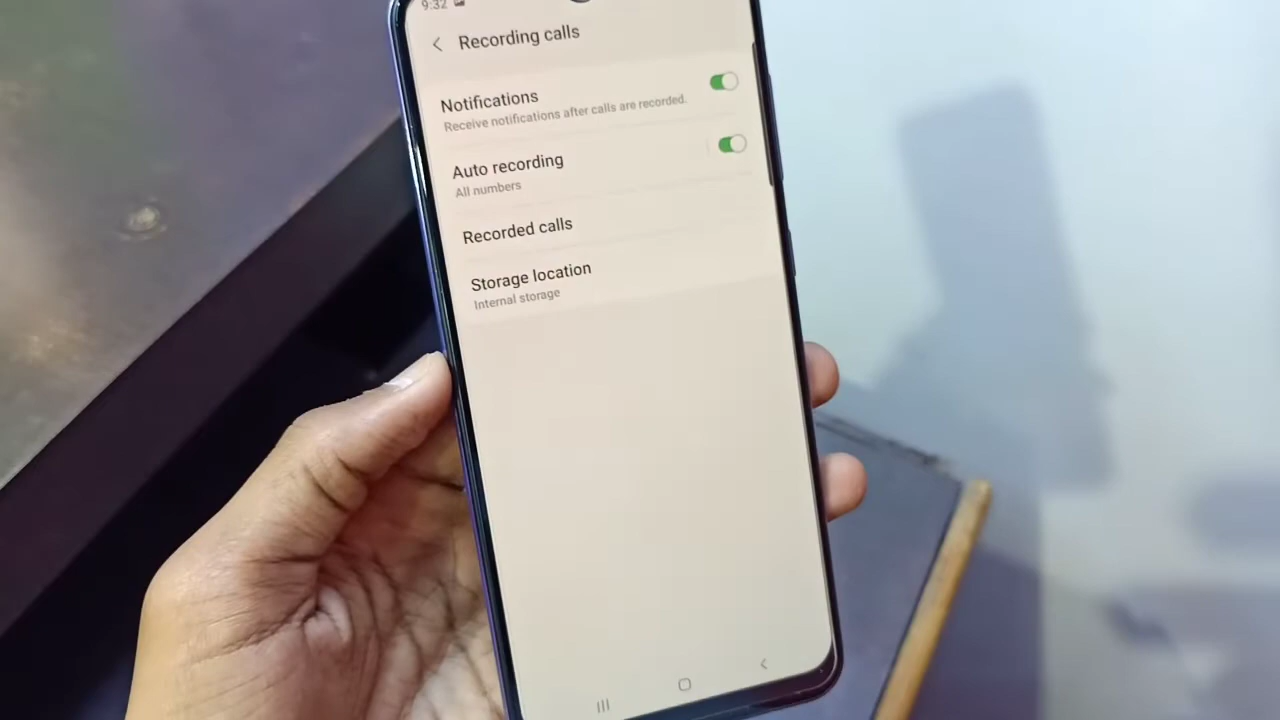 9:32
Recording calls
Notifications
Receive notifications after calls are recorded.
Auto recording
All numbers
Recorded calls
Storage location
Internal storage